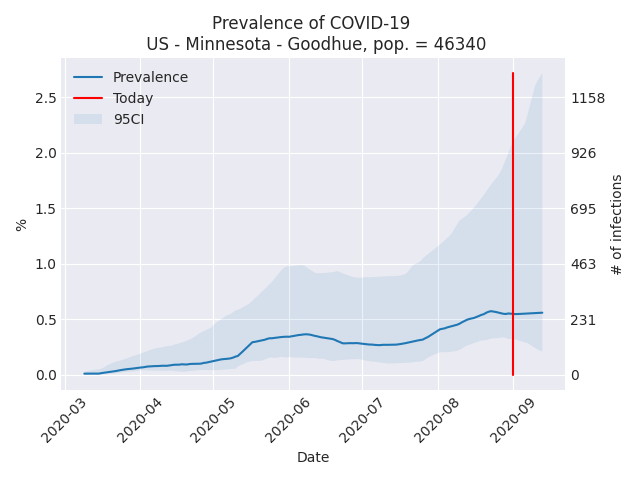 Prevalence of COVID-19
US - Minnesota - Goodhue, pop. = 46340
Prevalence
Today
95CI
2.5
2.0
1.5
1.0
0.5
0.0
%
1158
926
695
463
231
0
# of infections
2020-03
2020-04
2020-05
2020-06
2020-07
2020-08
2020-09
Date